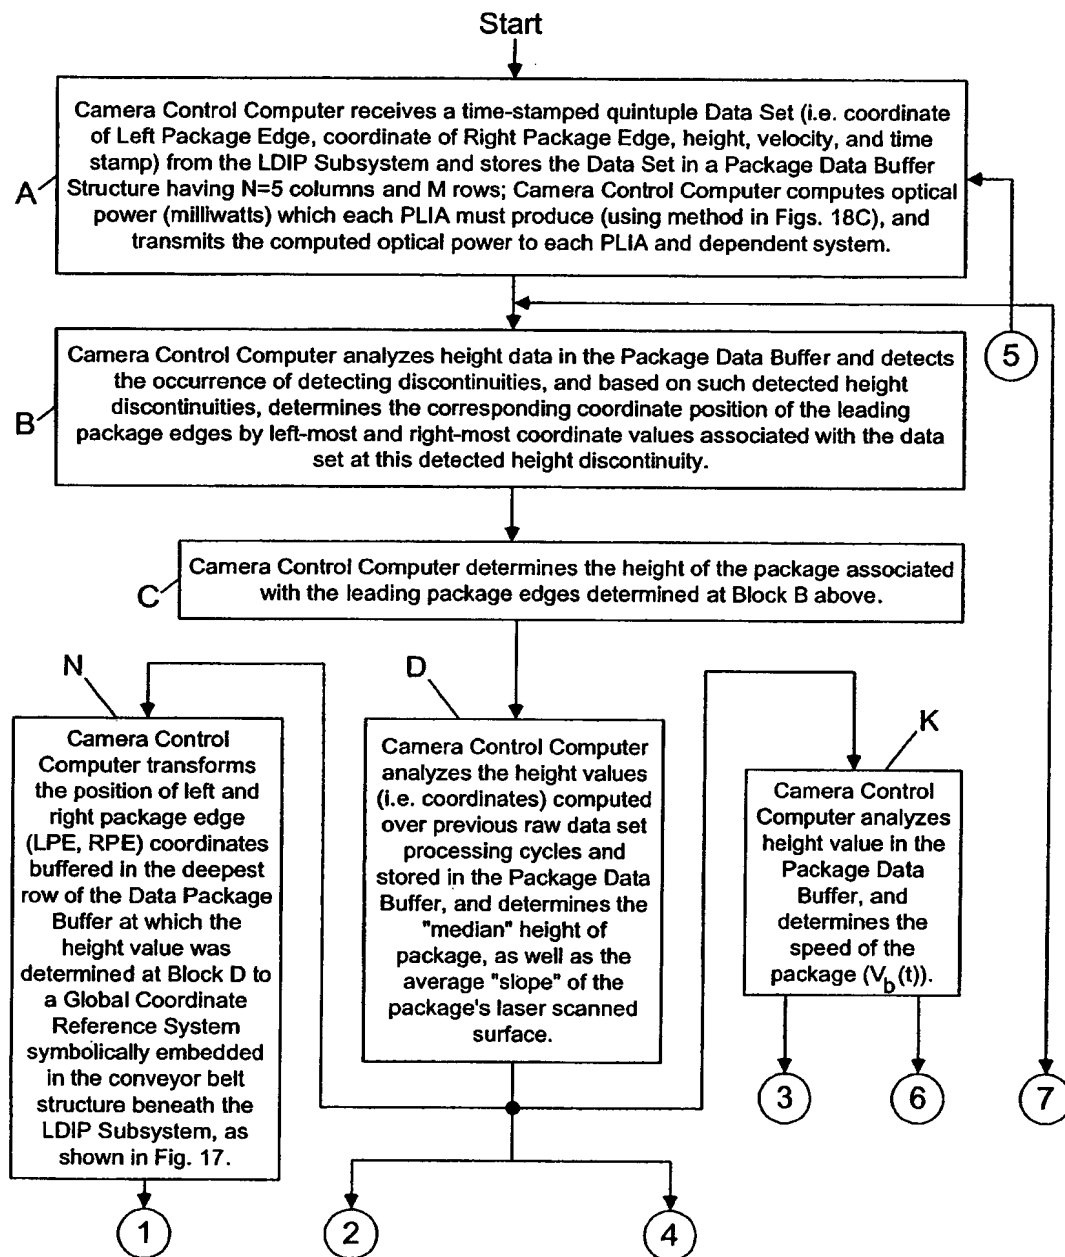 Start
Camera Control Computer receives a time-stamped quintuple Data Set (i.e. coordinate
of Left Package Edge, coordinate of Right Package Edge, height, velocity, and time
stamp) from the LDIP Subsystem and stores the Data Set in a Package Data Buffer
Structure having N=5 columns and M rows; Camera Control Computer computes optical
power (milliwatts) which each PLIA must produce (using method in Figs. 18C), and
transmits the computed optical power to each PLIA and dependent system.
A
5
Camera Control Computer analyzes height data in the Package Data Buffer and detects
the occurrence of detecting discontinuities, and based on such detected height
discontinuities, determines the corresponding coordinate position of the leading
package edges by left-most and right-most coordinate values associated with the data
set at this detected height discontinuity.
B
Camera Control Computer determines the height of the package associated
with the leading package edges determined at Block B above.
C
N
Camera Control
Computer transforms
the position of left and
right package edge
(LPE, RPE) coordinates
buffered in the deepest
row of the Data Package
Buffer at which the
height value was
determined at Block D to
a Global Coordinate
Reference System
symbolically embedded
in the conveyor belt
structure beneath the
LDIP Subsystem, as
shown in Fig. 17.
D
Camera Control Computer
analyzes the height values
(i.e. coordinates) computed
over previous raw data set
processing cycles and
stored in the Package Data
Buffer, and determines the
"median" height of
package, as well as the
average "slope" of the
package's laser scanned
surface.
K
Camera Control
Computer analyzes
height value in the
Package Data
Buffer, and
determines the
speed of the
package (V_b(t)).
3
6
7
1
2
4